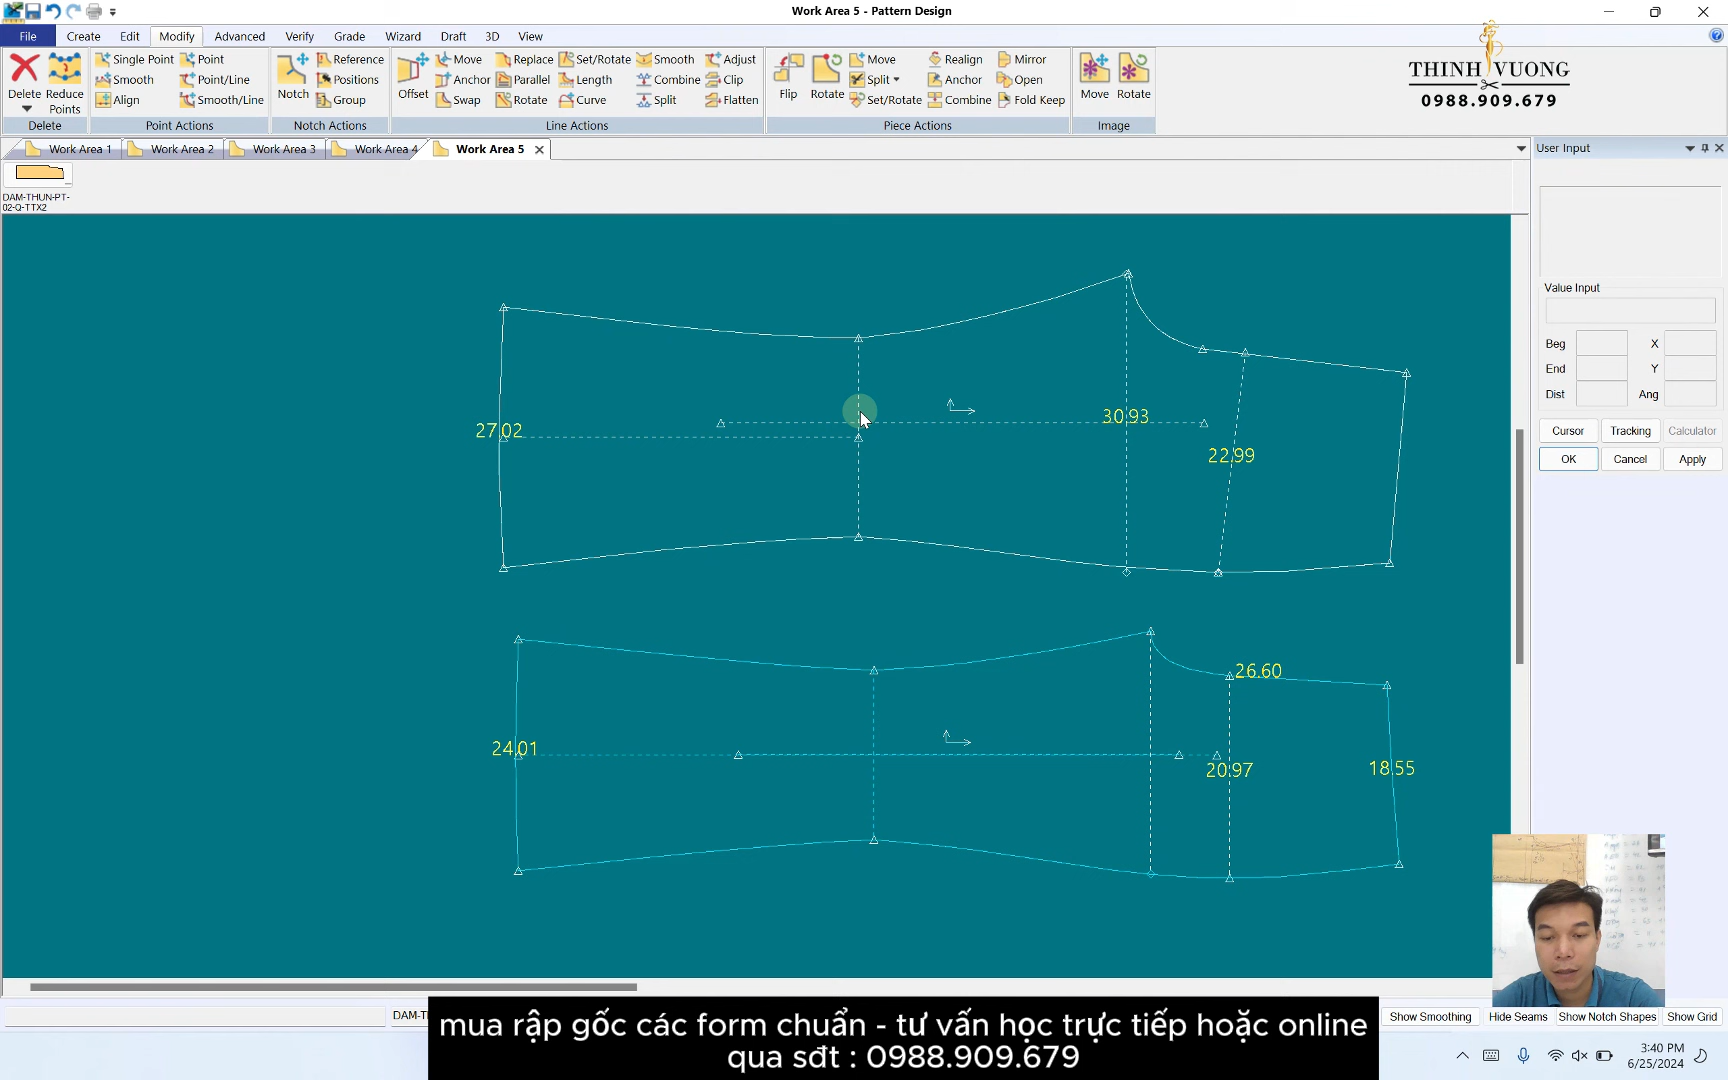 Work Area 5 - Pattern Design
File Create Edit Modify Advanced Verify Grade Wizard Draft 3D View
Single Point Point Reference Move Replace Set/Rotate Smooth Adjust Move Realign Mirror
Smooth Point/Line Positions Anchor Parallel Length Combine Clip Split Anchor Open
Delete Reduce Points Notch Offset Flip Rotate Move Rotate
Align Smooth/Line Group Swap Rotate Curve Split Flatten Set/Rotate Combine Fold Keep
Delete Point Actions Notch Actions Line Actions Piece Actions Image
THINH VUONG
0988.909.679
Work Area 1 Work Area 2 Work Area 3 Work Area 4 Work Area 5
User Input
DAM-THUN-PT-
02-Q-TTX2
Value Input
Beg X
End Y
Dist Ang
Cursor Tracking Calculator
OK Cancel Apply
27.02
30.93
22.99
26.60
24.01
20.97
18.55
DAM-T
mua rập gốc các form chuẩn - tư vấn học trực tiếp hoặc online
qua sđt : 0988.909.679
Show Smoothing Hide Seams Show Notch Shapes Show Grid
3:40 PM
6/25/2024